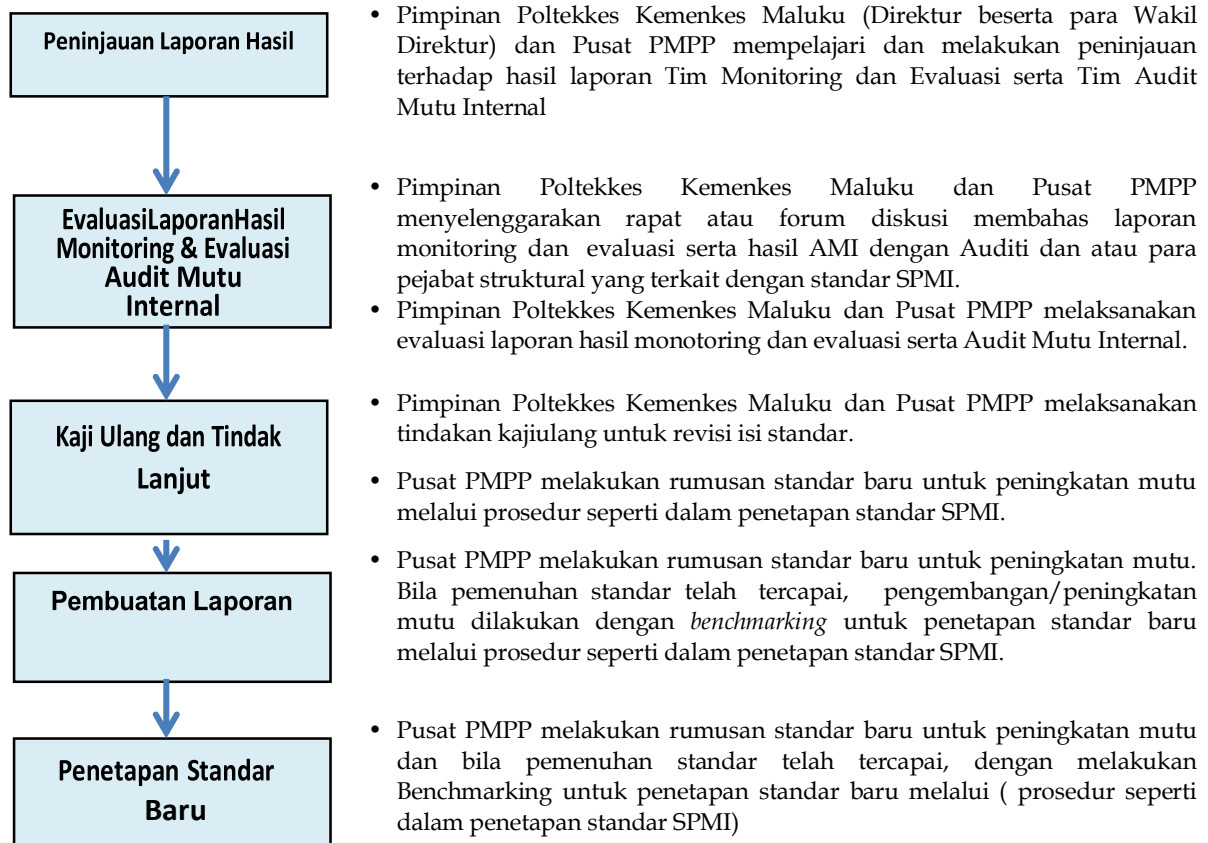 Peninjauan Laporan Hasil
• Pimpinan Poltekkes Kemenkes Maluku (Direktur beserta para Wakil
Direktur) dan Pusat PMPP mempelajari dan melakukan peninjauan
terhadap hasil laporan Tim Monitoring dan Evaluasi serta Tim Audit
Mutu Internal
EvaluasiLaporanHasil
Monitoring & Evaluasi
Audit Mutu
Internal
• Pimpinan Poltekkes Kemenkes Maluku dan Pusat PMPP
menyelenggarakan rapat atau forum diskusi membahas laporan
monitoring dan evaluasi serta hasil AMI dengan Auditi dan atau para
pejabat struktural yang terkait dengan standar SPMI.
• Pimpinan Poltekkes Kemenkes Maluku dan Pusat PMPP melaksanakan
evaluasi laporan hasil monotoring dan evaluasi serta Audit Mutu Internal.
Kaji Ulang dan Tindak
Lanjut
• Pimpinan Poltekkes Kemenkes Maluku dan Pusat PMPP melaksanakan
tindakan kajiulang untuk revisi isi standar.
• Pusat PMPP melakukan rumusan standar baru untuk peningkatan mutu
melalui prosedur seperti dalam penetapan standar SPMI.
Pembuatan Laporan
• Pusat PMPP melakukan rumusan standar baru untuk peningkatan mutu.
Bila pemenuhan standar telah tercapai, pengembangan/peningkatan
mutu dilakukan dengan benchmarking untuk penetapan standar baru
melalui prosedur seperti dalam penetapan standar SPMI.
Penetapan Standar
Baru
• Pusat PMPP melakukan rumusan standar baru untuk peningkatan mutu
dan bila pemenuhan standar telah tercapai, dengan melakukan
Benchmarking untuk penetapan standar baru melalui ( prosedur seperti
dalam penetapan standar SPMI)